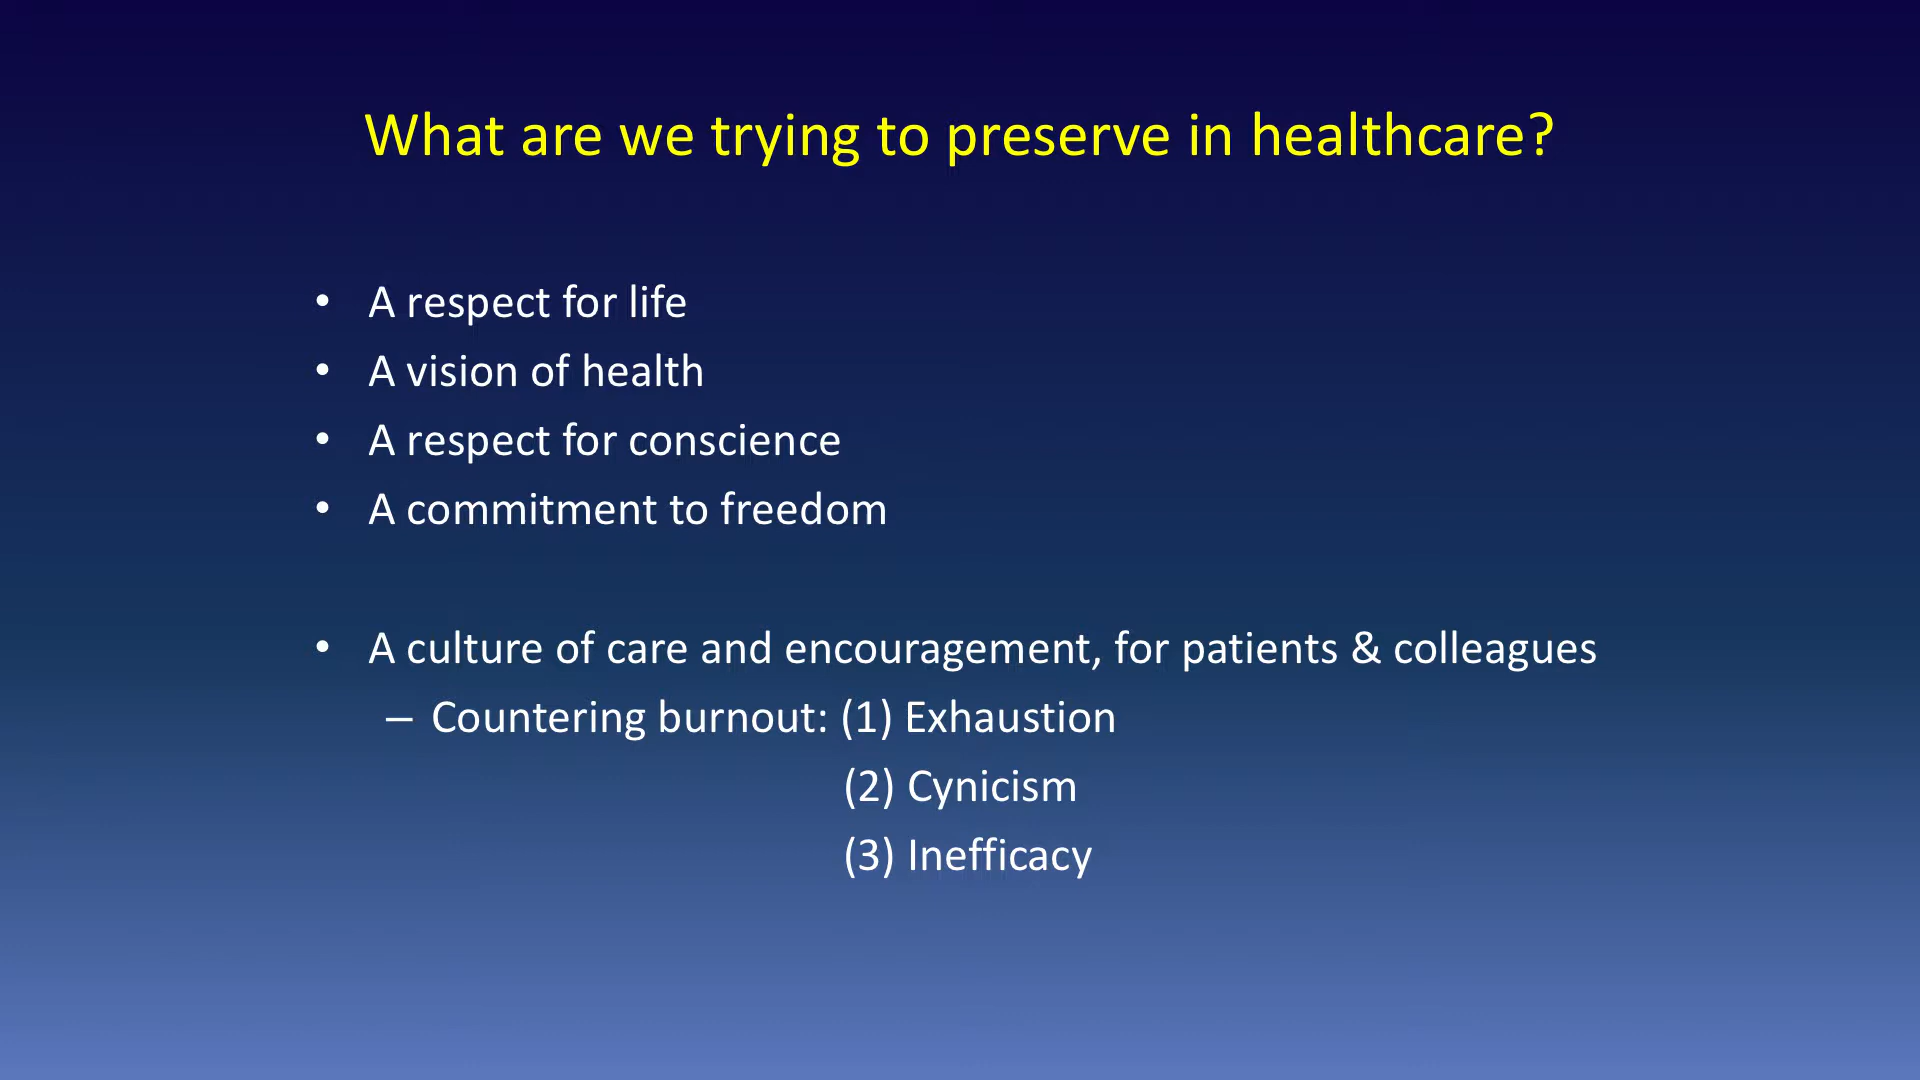 What are we trying to preserve in healthcare?
• A respect for life
• A vision of health
• A respect for conscience
• A commitment to freedom
• A culture of care and encouragement, for patients & colleagues
– Countering burnout: (1) Exhaustion
(2) Cynicism
(3) Inefficacy